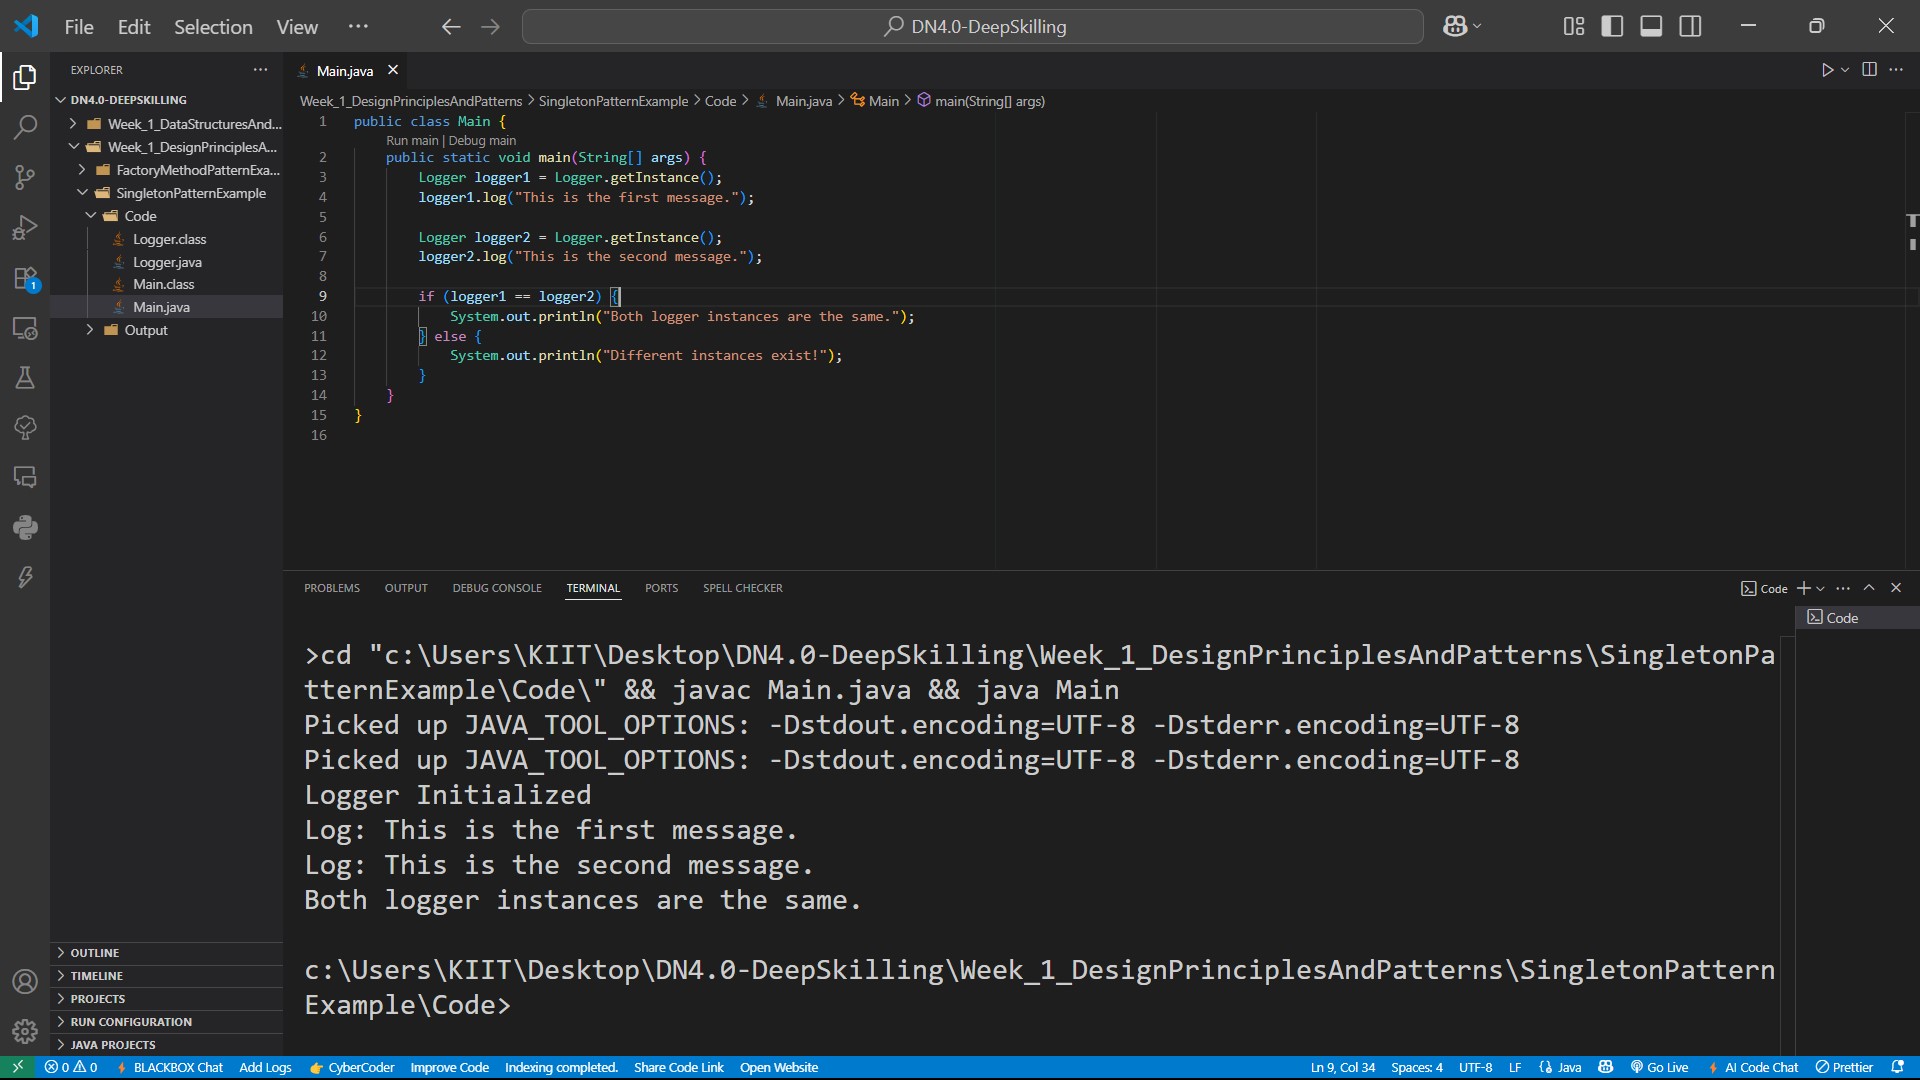 File Edit Selection View ···
DN4.0-DeepSkilling
EXPLORER
DN4.0-DEEPSKILLING
Week_1_DataStructuresAnd...
Week_1_DesignPrinciplesA...
FactoryMethodPatternExa...
SingletonPatternExample
Code
Logger.class
Logger.java
Main.class
Main.java
Output
1
OUTLINE
TIMELINE
PROJECTS
RUN CONFIGURATION
JAVA PROJECTS
Main.java
Week_1_DesignPrinciplesAndPatterns > SingletonPatternExample > Code > Main.java > Main > main(String[] args)
1 public class Main {
Run main | Debug main
2 public static void main(String[] args) {
3 Logger logger1 = Logger.getInstance();
4 logger1.log("This is the first message.");
5
6 Logger logger2 = Logger.getInstance();
7 logger2.log("This is the second message.");
8
9 if (logger1 == logger2) {
10 System.out.println("Both logger instances are the same.");
11 } else {
12 System.out.println("Different instances exist!");
13 }
14 }
15 }
16
PROBLEMS OUTPUT DEBUG CONSOLE TERMINAL PORTS SPELL CHECKER
Code
Code
>cd "c:\Users\KIIT\Desktop\DN4.0-DeepSkilling\Week_1_DesignPrinciplesAndPatterns\SingletonPa
tternExample\Code\" && javac Main.java && java Main
Picked up JAVA_TOOL_OPTIONS: -Dstdout.encoding=UTF-8 -Dstderr.encoding=UTF-8
Picked up JAVA_TOOL_OPTIONS: -Dstdout.encoding=UTF-8 -Dstderr.encoding=UTF-8
Logger Initialized
Log: This is the first message.
Log: This is the second message.
Both logger instances are the same.
c:\Users\KIIT\Desktop\DN4.0-DeepSkilling\Week_1_DesignPrinciplesAndPatterns\SingletonPattern
Example\Code>
0 0 BLACKBOX Chat Add Logs 👉 CyberCoder Improve Code Indexing completed. Share Code Link Open Website Ln 9, Col 34 Spaces: 4 UTF-8 LF {} Java Go Live AI Code Chat Prettier